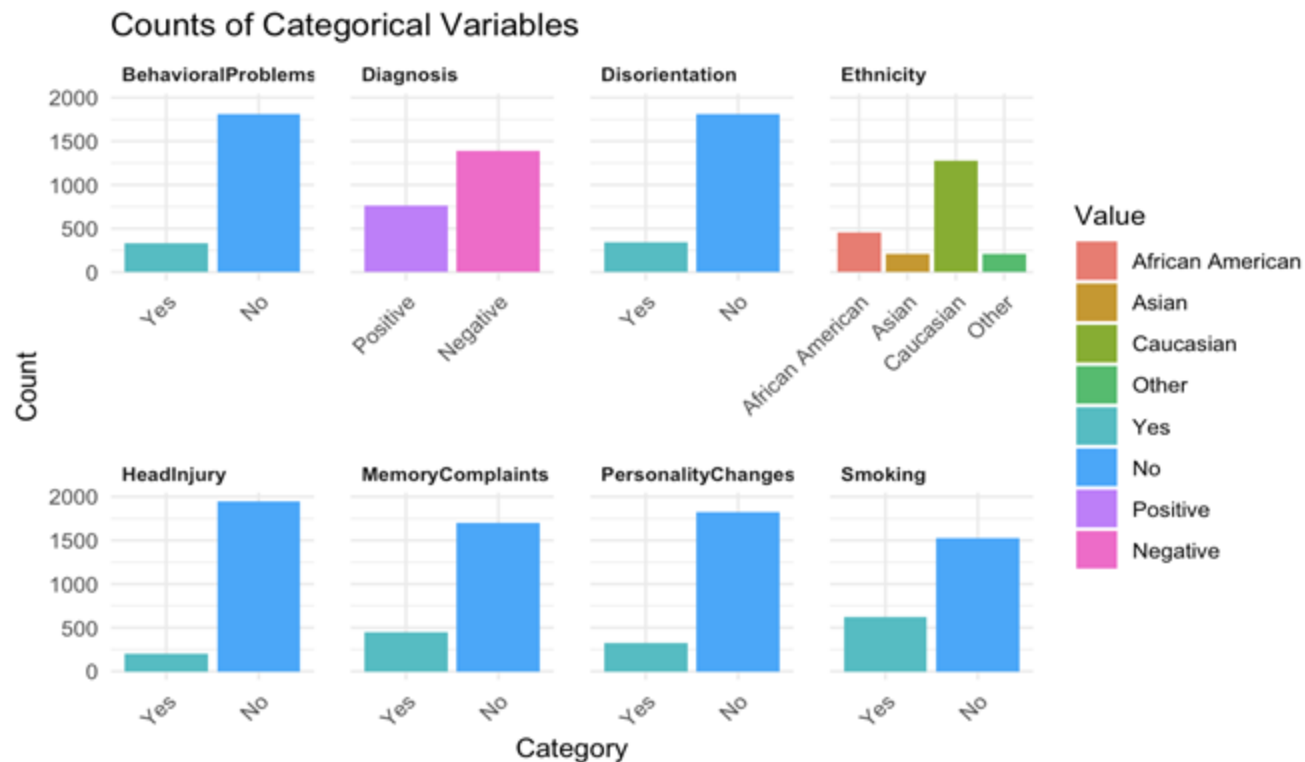 Counts of Categorical Variables
BehavioralProblems Diagnosis Disorientation Ethnicity
2000
1500
1000
500
0
Yes No Positive Negative Yes No African American Asian Caucasian Other
Count
HeadInjury MemoryComplaints PersonalityChanges Smoking
2000
1500
1000
500
0
Yes No Yes No Yes No Yes No
Category
Value
African American
Asian
Caucasian
Other
Yes
No
Positive
Negative